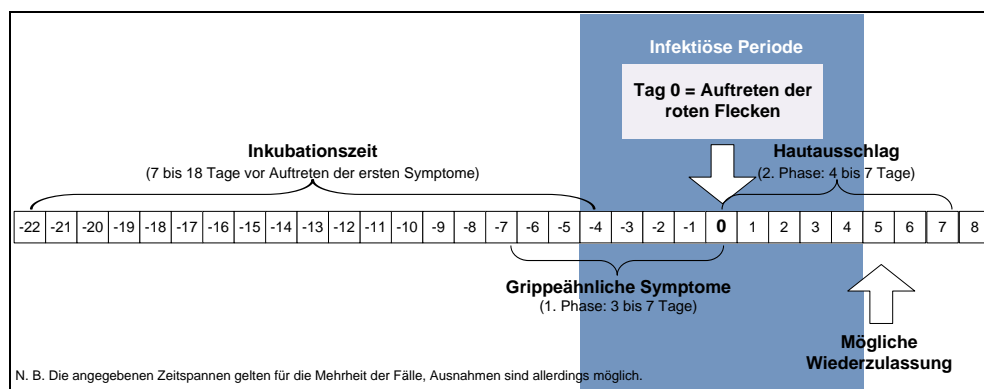 Infektiöse Periode
Tag 0 = Auftreten der
roten Flecken
Inkubationszeit
(7 bis 18 Tage vor Auftreten der ersten Symptome)
Hautausschlag
(2. Phase: 4 bis 7 Tage)
-22 -21 -20 -19 -18 -17 -16 -15 -14 -13 -12 -11 -10 -9 -8 -7 -6 -5 -4 -3 -2 -1 0 1 2 3 4 5 6 7 8
Grippeähnliche Symptome
(1. Phase: 3 bis 7 Tage)
Mögliche
Wiederzulassung
N. B. Die angegebenen Zeitspannen gelten für die Mehrheit der Fälle, Ausnahmen sind allerdings möglich.